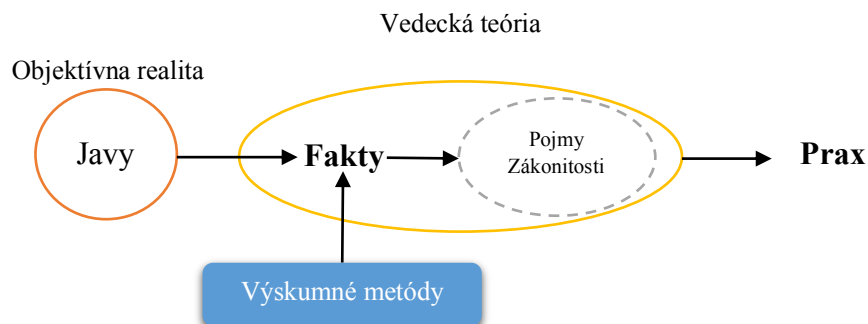 Vedecká teória
Objektívna realita
Javy
Fakty
Pojmy
Zákonitosti
Prax
Výskumné metódy